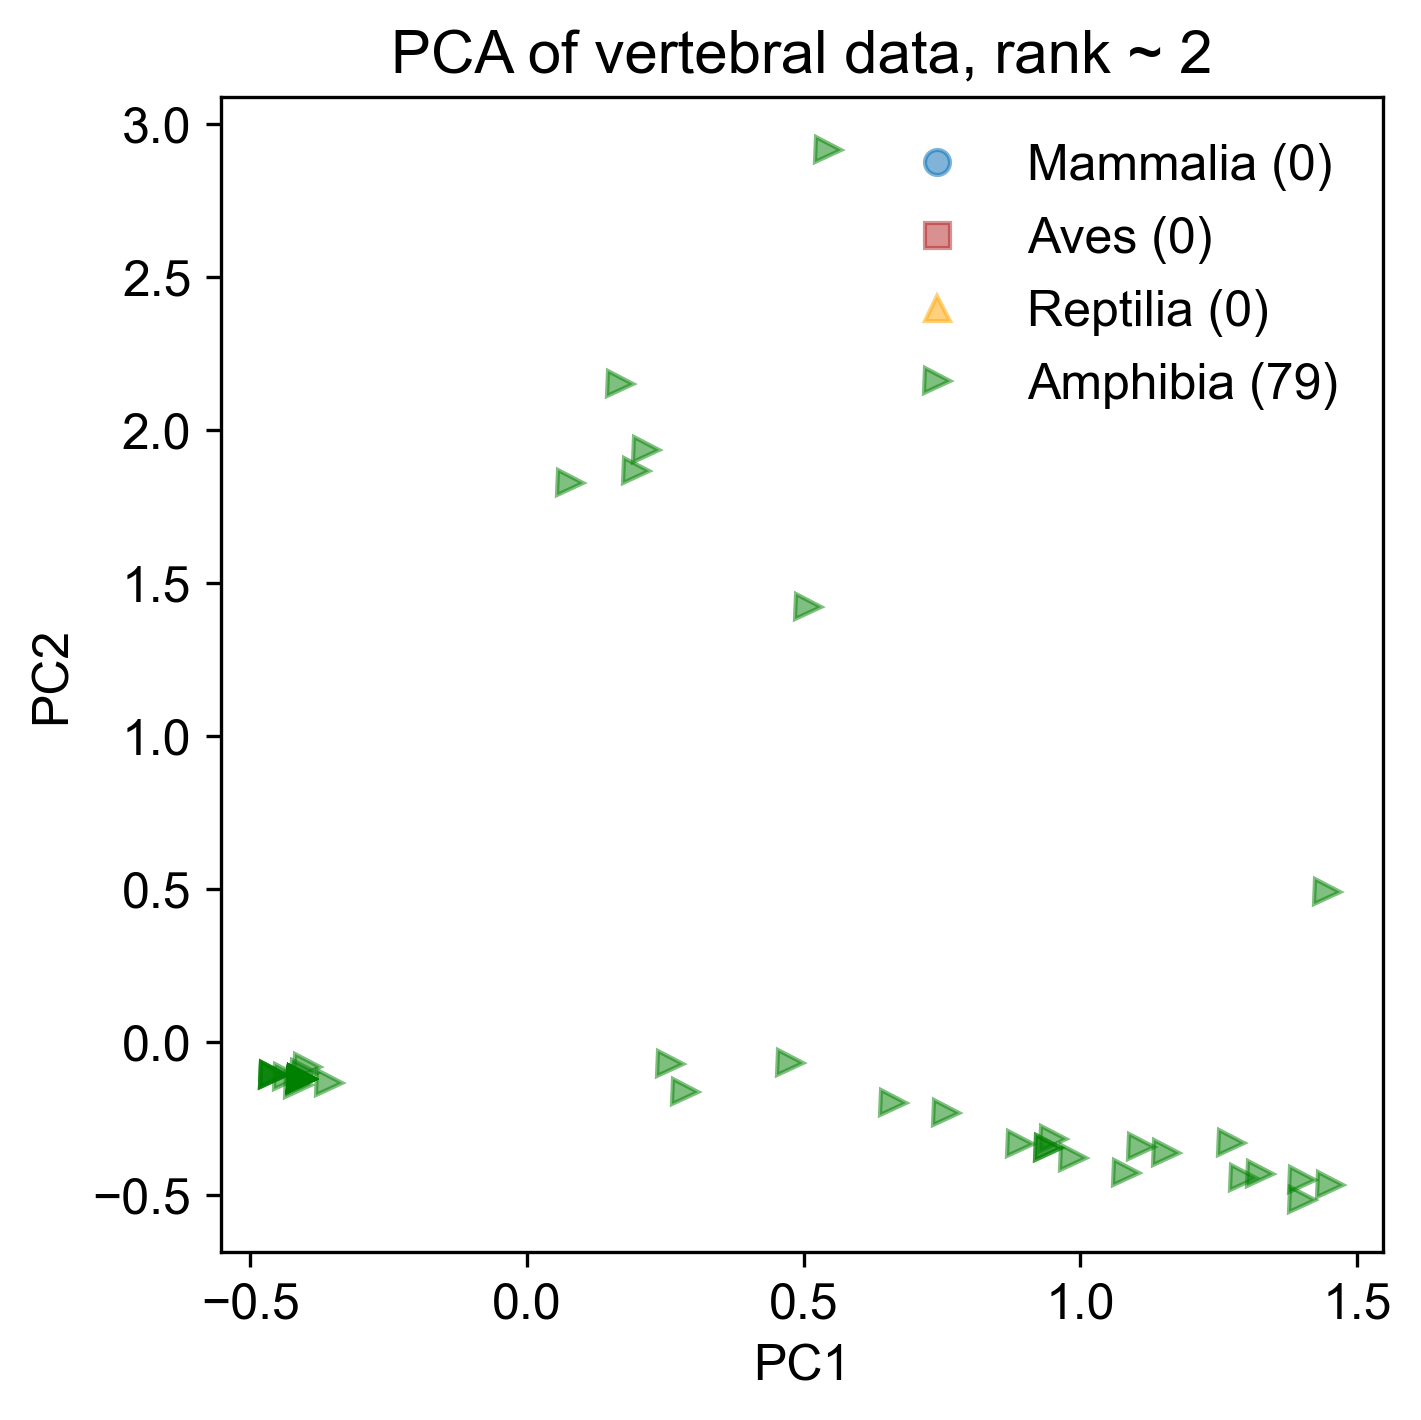 PCA of vertebral data, rank ~ 2
3.0
2.5
2.0
1.5
1.0
0.5
0.0
−0.5
PC2
Mammalia (0)
Aves (0)
Reptilia (0)
Amphibia (79)
−0.5 0.0 0.5 1.0 1.5
PC1